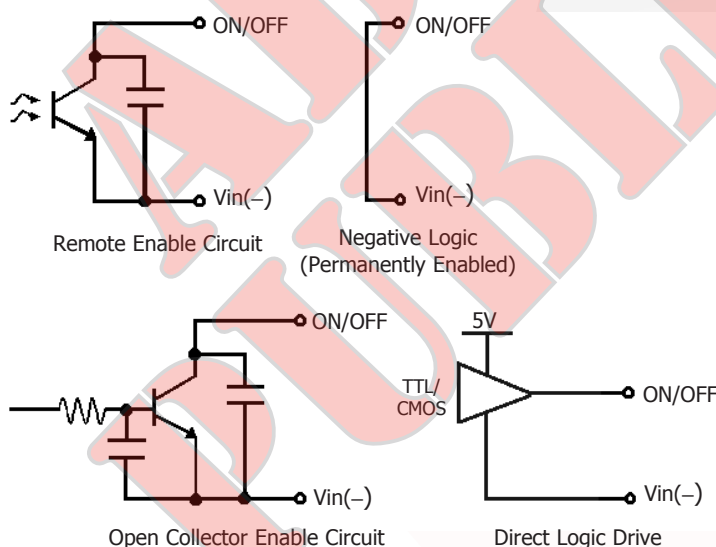 ON/OFF
ON/OFF
Vin(–)
Vin(–)
Remote Enable Circuit
Negative Logic
(Permanently Enabled)
ON/OFF
5V
TTL/
CMOS
ON/OFF
Vin(–)
Vin(–)
Open Collector Enable Circuit
Direct Logic Drive